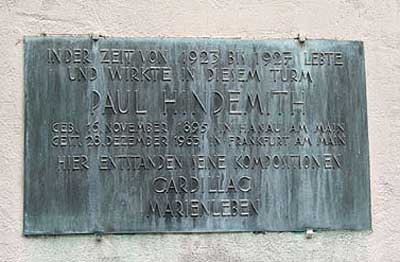 IN DER ZEIT VON 1923 BIS 1927 LEBTE
UND WIRKTE IN DIESEM TURM
PAUL HINDEMITH
GEB. 16. NOVEMBER 1895 IN HANAU AM MAIN
GEST. 28. DEZEMBER 1963 IN FRANKFURT AM MAIN
HIER ENTSTANDEN SEINE KOMPOSITIONEN
CARDILLAC
MARIENLEBEN